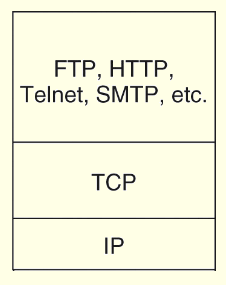 FTP, HTTP,
Telnet, SMTP, etc.
TCP
IP